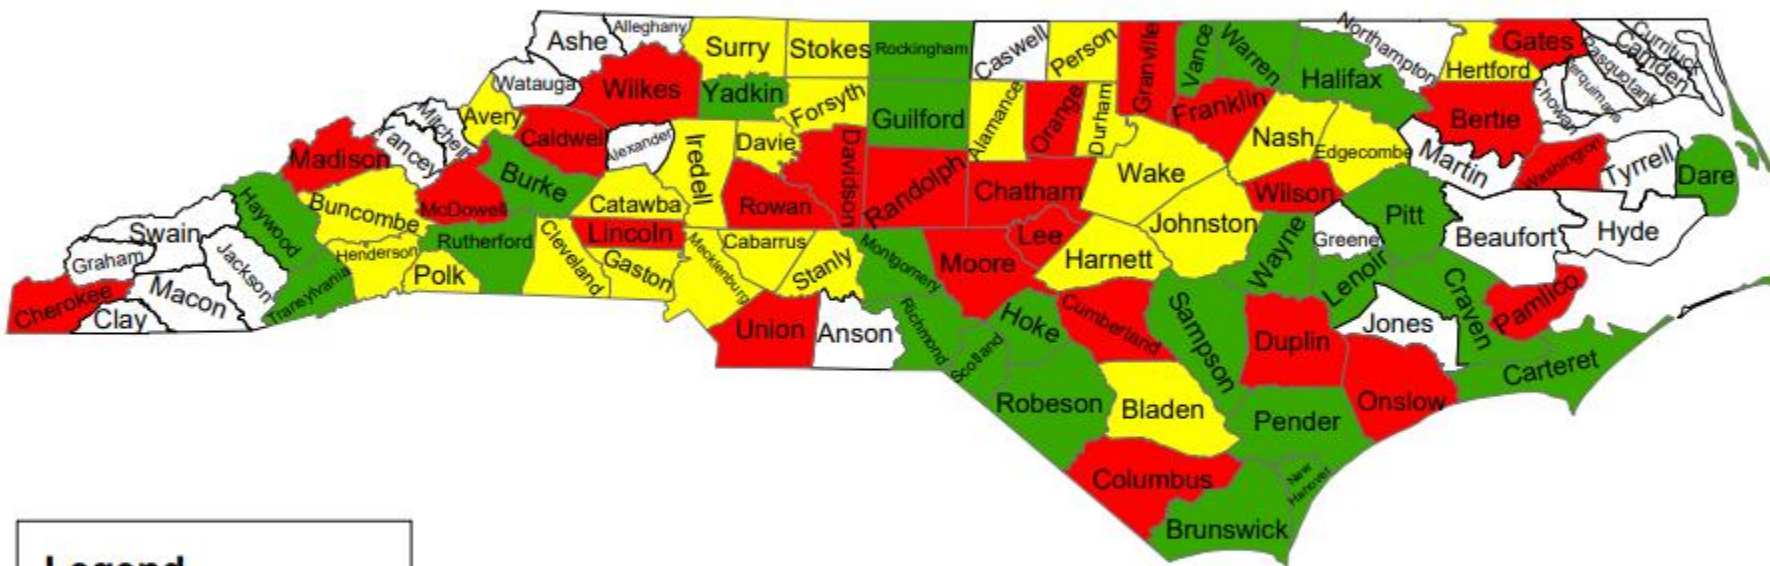 Ashe
Alleghany
Surry
Stokes
Rockingham
Caswell
Person
Granville
Vance
Warren
Northampton
Halifax
Hertford
Gates
Currituck
Camden
Pasquotank
Perquimans
Chowan
Watauga
Wilkes
Yadkin
Forsyth
Guilford
Alamance
Orange
Durham
Franklin
Nash
Edgecombe
Bertie
Martin
Washington
Tyrrell
Dare
Mitchell
Avery
Caldwell
Alexander
Iredell
Davie
Davidson
Madison
Yancey
Burke
McDowell
Catawba
Rowan
Randolph
Chatham
Wake
Wilson
Johnston
Pitt
Beaufort
Hyde
Haywood
Buncombe
Swain
Graham
Jackson
Rutherford
Henderson
Polk
Cleveland
Lincoln
Gaston
Mecklenburg
Cabarrus
Stanly
Montgomery
Moore
Lee
Harnett
Wayne
Greene
Lenoir
Craven
Pamlico
Cherokee
Clay
Macon
Transylvania
Union
Anson
Richmond
Scotland
Hoke
Cumberland
Sampson
Duplin
Jones
Onslow
Carteret
Robeson
Bladen
Pender
Columbus
New
Hanover
Brunswick
Legend